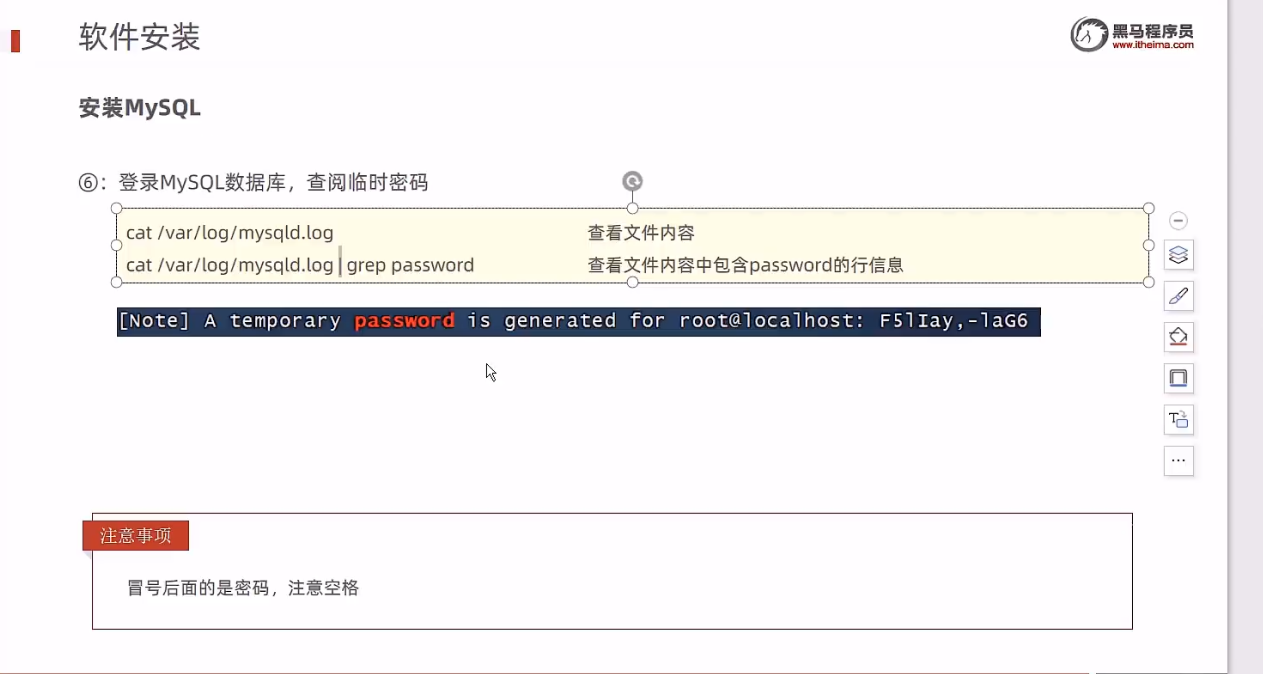 软件安装
黑马程序员
www.itheima.com
安装MySQL
⑥：登录MySQL数据库，查阅临时密码
cat /var/log/mysqld.log 查看文件内容
cat /var/log/mysqld.log | grep password 查看文件内容中包含password的行信息
[Note] A temporary password is generated for root@localhost: F5lIay,-laG6
注意事项
冒号后面的是密码，注意空格